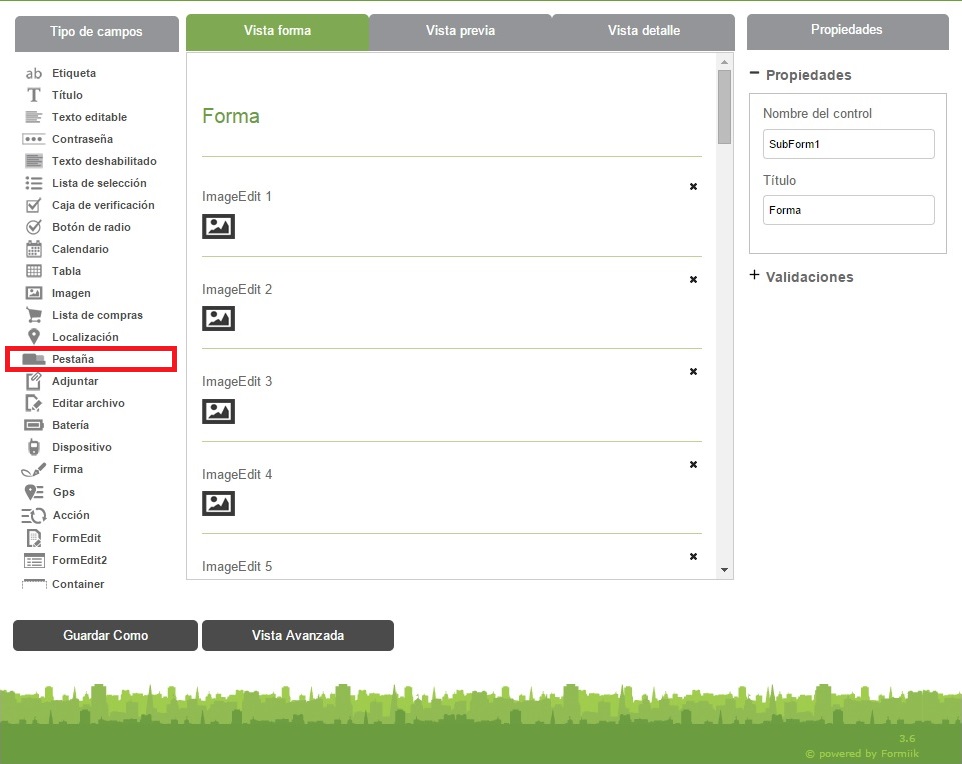 Tipo de campos
Vista forma
Vista previa
Vista detalle
Propiedades
ab Etiqueta
T Título
Texto editable
Contraseña
Texto deshabilitado
Lista de selección
Caja de verificación
Botón de radio
Calendario
Tabla
Imagen
Lista de compras
Localización
Pestaña
Adjuntar
Editar archivo
Batería
Dispositivo
Firma
Gps
Acción
FormEdit
FormEdit2
Container
Forma
ImageEdit 1
ImageEdit 2
ImageEdit 3
ImageEdit 4
ImageEdit 5
Propiedades
Nombre del control
SubForm1
Título
Forma
Validaciones
Guardar Como
Vista Avanzada
3.6
© powered by Formiik